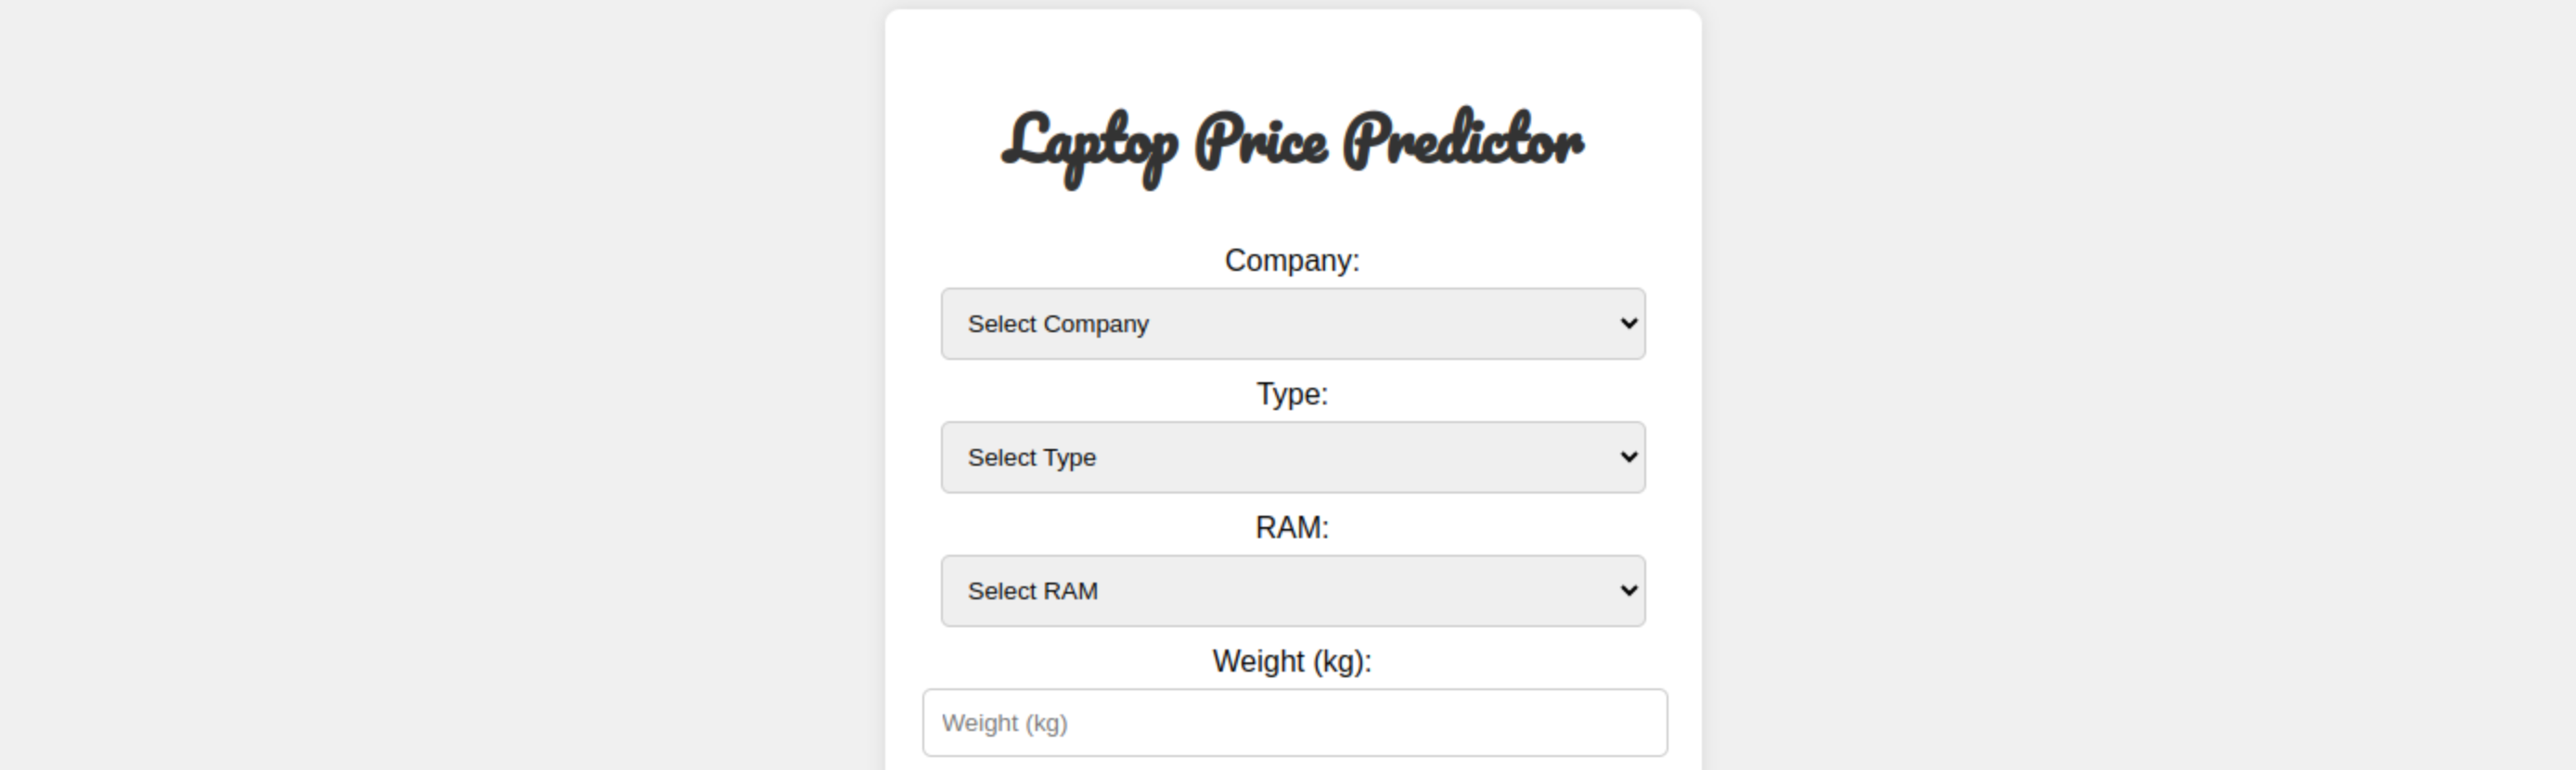 Laptop Price Predictor
Company:
Select Company
Type:
Select Type
RAM:
Select RAM
Weight (kg):
Weight (kg)